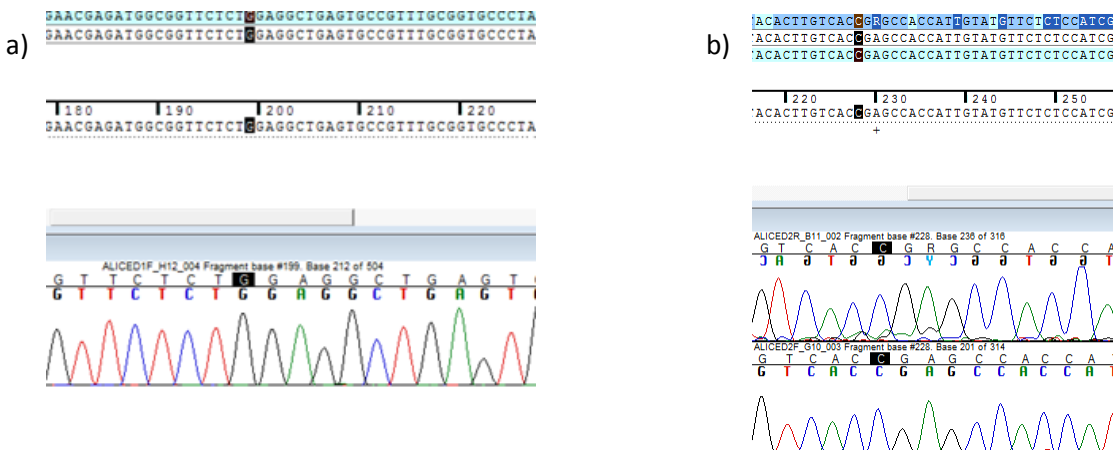 a)
GAACGAGATGGCGGTTCTCTGGAGGCTGAGTGCCGTTTGCGGTGCCCTA
GAACGAGATGGCGGTTCTCTGGAGGCTGAGTGCCGTTTGCGGTGCCCTA
180 190 200 210 220
GAACGAGATGGCGGTTCTCTGGAGGCTGAGTGCCGTTTGCGGTGCCCTA
ALICED1F_H12_004 Fragment base #199. Base 212 of 504
G T T C T C T G G A G G C T G A G T
G T T C T C T G G A G G C T G A G T
b)
ACACTTGTCACCGRGCCACCATTGTATGTTCTCTCCATCG
ACACTTGTCACCGAGCCACCATTGTATGTTCTCTCCATCG
ACACTTGTCACCGAGCCACCATTGTATGTTCTCTCCATCG
220 230 240 250
ACACTTGTCACCGAGCCACCATTGTATGTTCTCTCCATCG
+
ALICED2R_B11_002 Fragment base #228. Base 236 of 316
G T C A C C G R G C C A C C A
ALICED2F_G10_003 Fragment base #228. Base 201 of 314
G T C A C C G A G C C A C C A T
G T C A C C G A G C C A C C A T